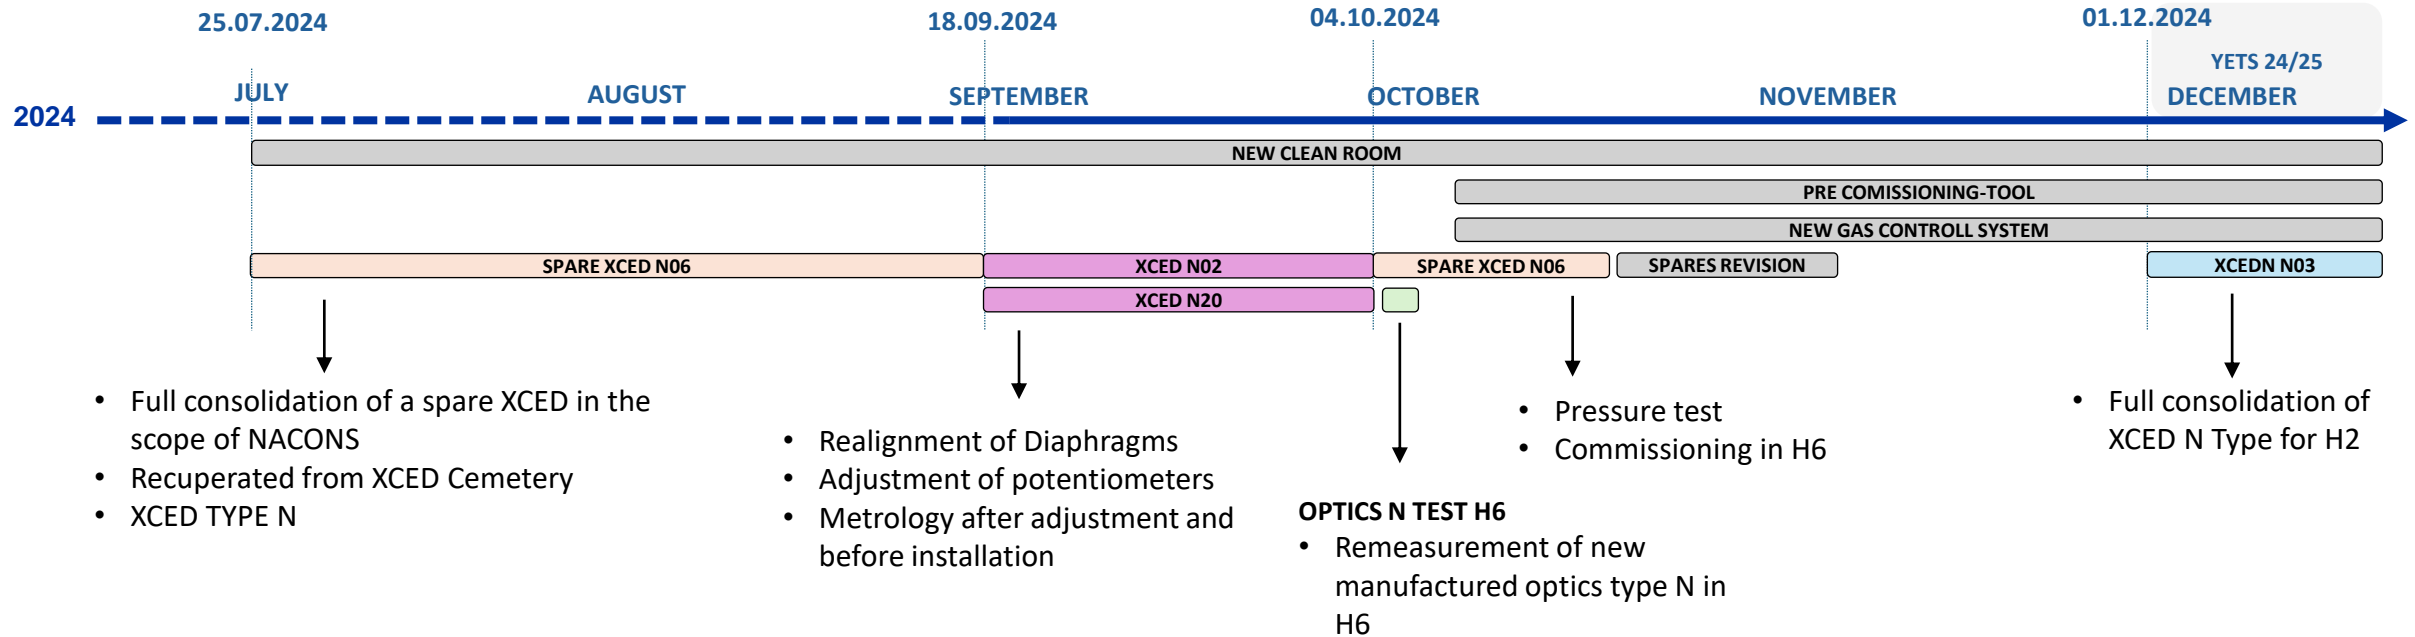 25.07.2024
18.09.2024
04.10.2024
01.12.2024
YETS 24/25
JULY
AUGUST
SEPTEMBER
OCTOBER
NOVEMBER
DECEMBER
2024
NEW CLEAN ROOM
PRE COMISSIONING-TOOL
NEW GAS CONTROLL SYSTEM
SPARE XCED N06
XCED N02
SPARE XCED N06
SPARES REVISION
XCEDN N03
XCED N20
• Full consolidation of a spare XCED in the
scope of NACONS
• Recuperated from XCED Cemetery
• XCED TYPE N
• Realignment of Diaphragms
• Adjustment of potentiometers
• Metrology after adjustment and
before installation
OPTICS N TEST H6
• Remeasurement of new
manufactured optics type N in
H6
• Pressure test
• Commissioning in H6
• Full consolidation of
XCED N Type for H2